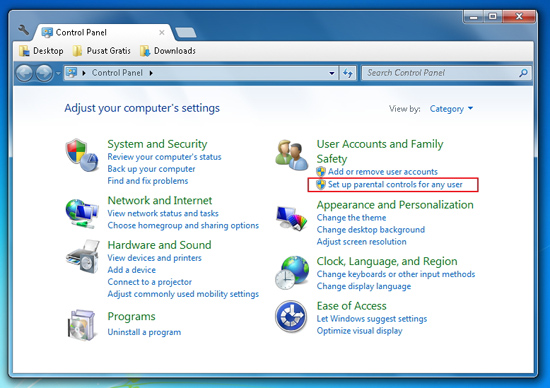 Control Panel
Desktop
Pusat Gratis
Downloads
Control Panel
Search Control Panel
Adjust your computer's settings
View by: Category
System and Security
Review your computer's status
Back up your computer
Find and fix problems
Network and Internet
View network status and tasks
Choose homegroup and sharing options
Hardware and Sound
View devices and printers
Add a device
Connect to a projector
Adjust commonly used mobility settings
Programs
Uninstall a program
User Accounts and Family
Safety
Add or remove user accounts
Set up parental controls for any user
Appearance and Personalization
Change the theme
Change desktop background
Adjust screen resolution
Clock, Language, and Region
Change keyboards or other input methods
Change display language
Ease of Access
Let Windows suggest settings
Optimize visual display